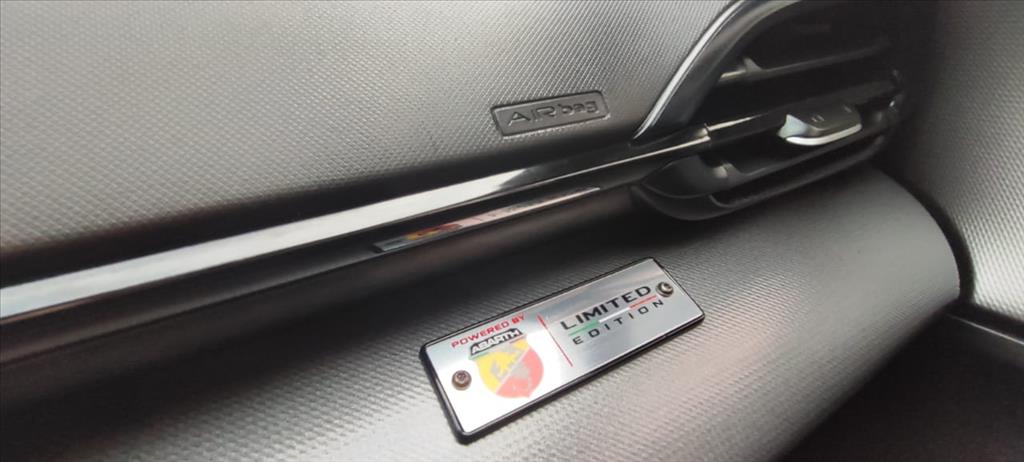 AIRbag
POWERED BY
ABARTH
LIMITED
EDITION